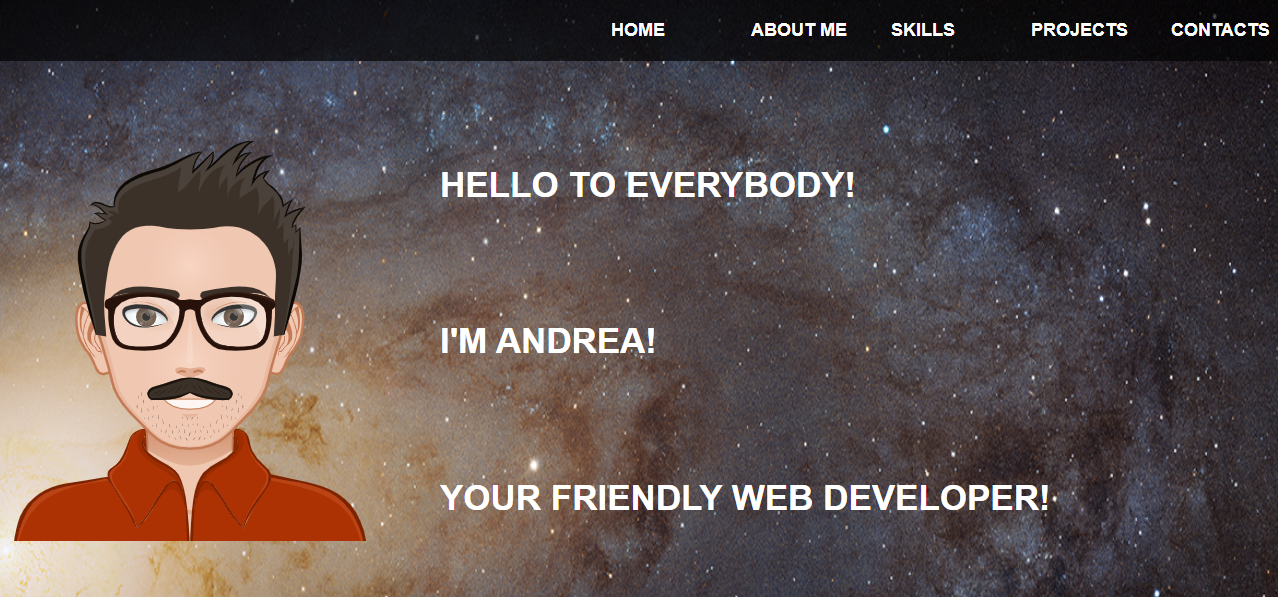 HOME ABOUT ME SKILLS PROJECTS CONTACTS
HELLO TO EVERYBODY!
I'M ANDREA!
YOUR FRIENDLY WEB DEVELOPER!